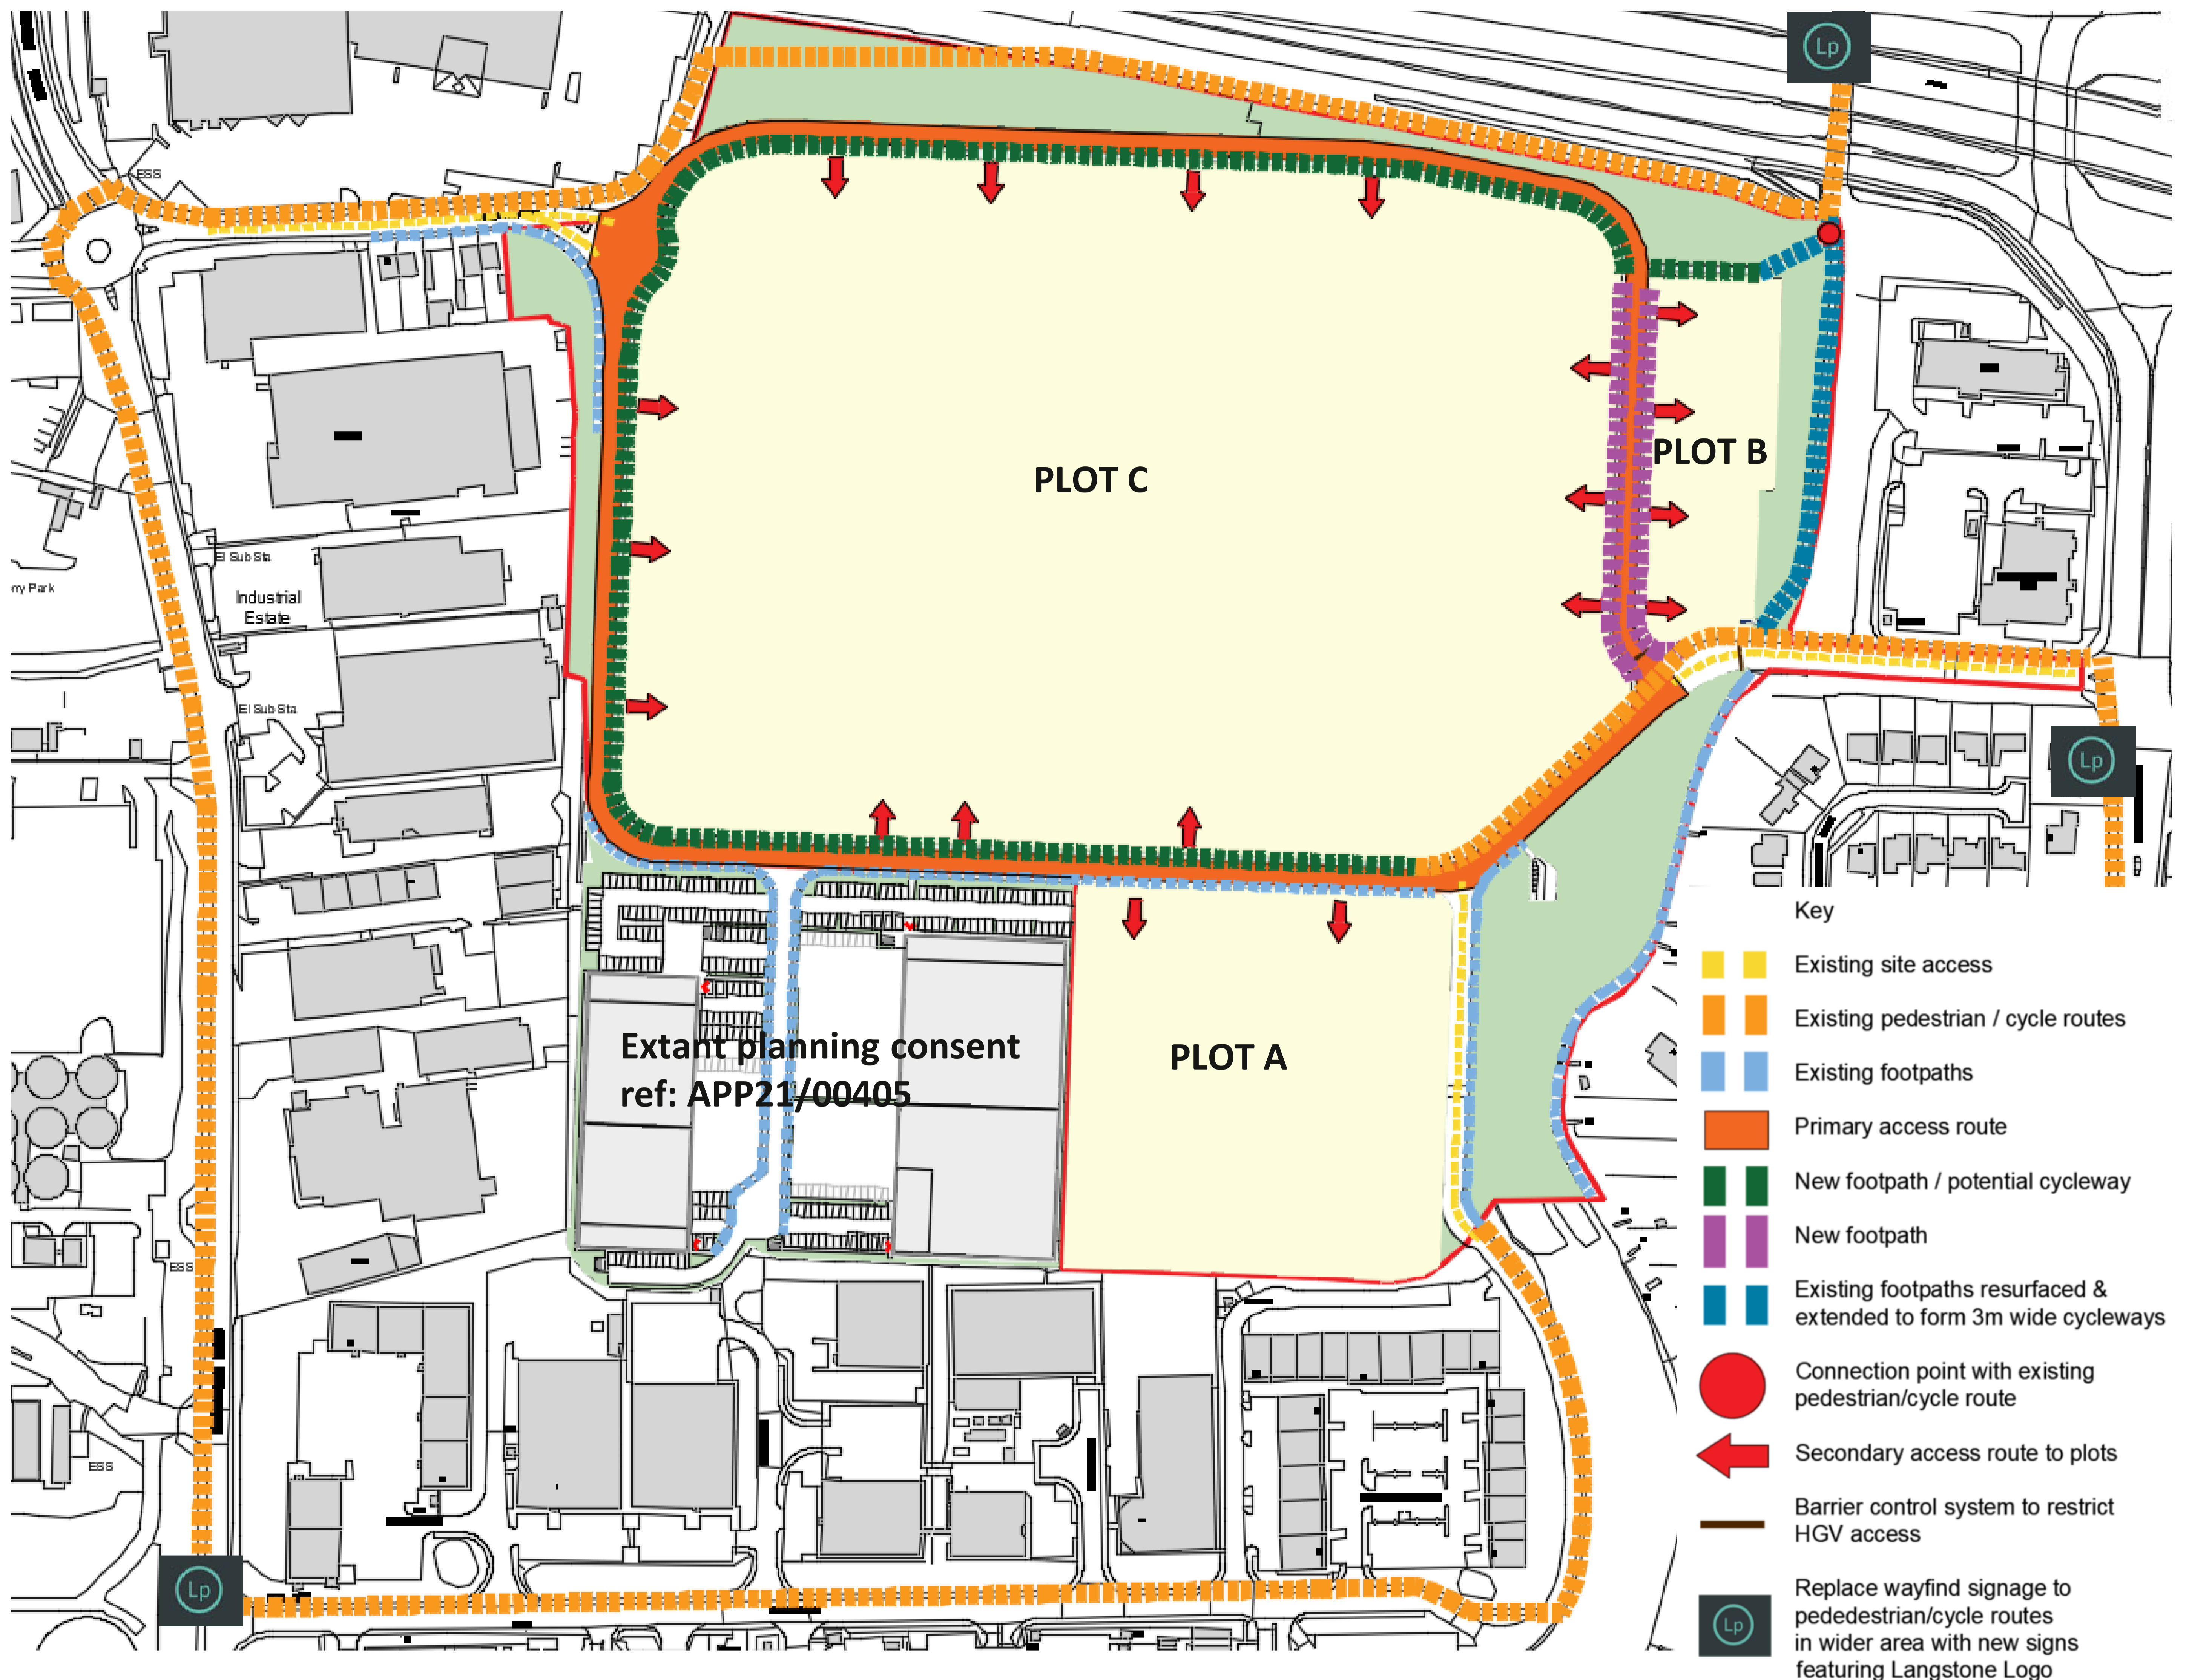 Lp
ESS
PLOT C
PLOT B
El Sub Sta
Industrial
Estate
my Park
El Sub Sta
Lp
Extant planning consent
ref: APP21/00405
PLOT A
ESS
ESS
Lp
Key
Existing site access
Existing pedestrian / cycle routes
Existing footpaths
Primary access route
New footpath / potential cycleway
New footpath
Existing footpaths resurfaced &
extended to form 3m wide cycleways
Connection point with existing
pedestrian/cycle route
Secondary access route to plots
Barrier control system to restrict
HGV access
Lp
Replace wayfind signage to
pededestrian/cycle routes
in wider area with new signs
featuring Langstone Logo